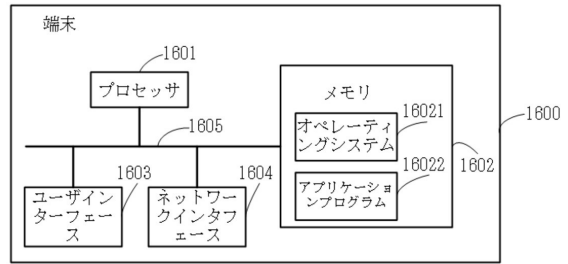 端末
1601
プロセッサ
1605
メモリ
16021
オペレーティ
ングシステム
16022
アプリケーショ
ンプログラム
1602
1600
1603
ユーザイン
ターフェー
ス
1604
ネットワー
クインタフ
ェース